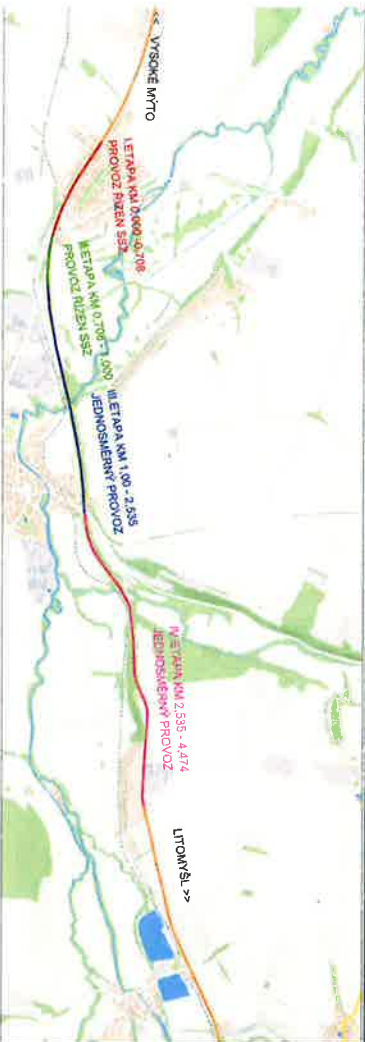 << VYSOKÉ MÝTO
I.ETAPA KM 0,000 -0,708
PROVOZ ŘÍZEN SSZ
II.ETAPA KM 0,708 - 1,000
PROVOZ ŘÍZEN SSZ
III.ETAPA KM 1,00 - 2,535
JEDNOSMĚRNÝ PROVOZ
IV.ETAPA KM 2,535 - 4,474
JEDNOSMĚRNÝ PROVOZ
LITOMYŠL >>